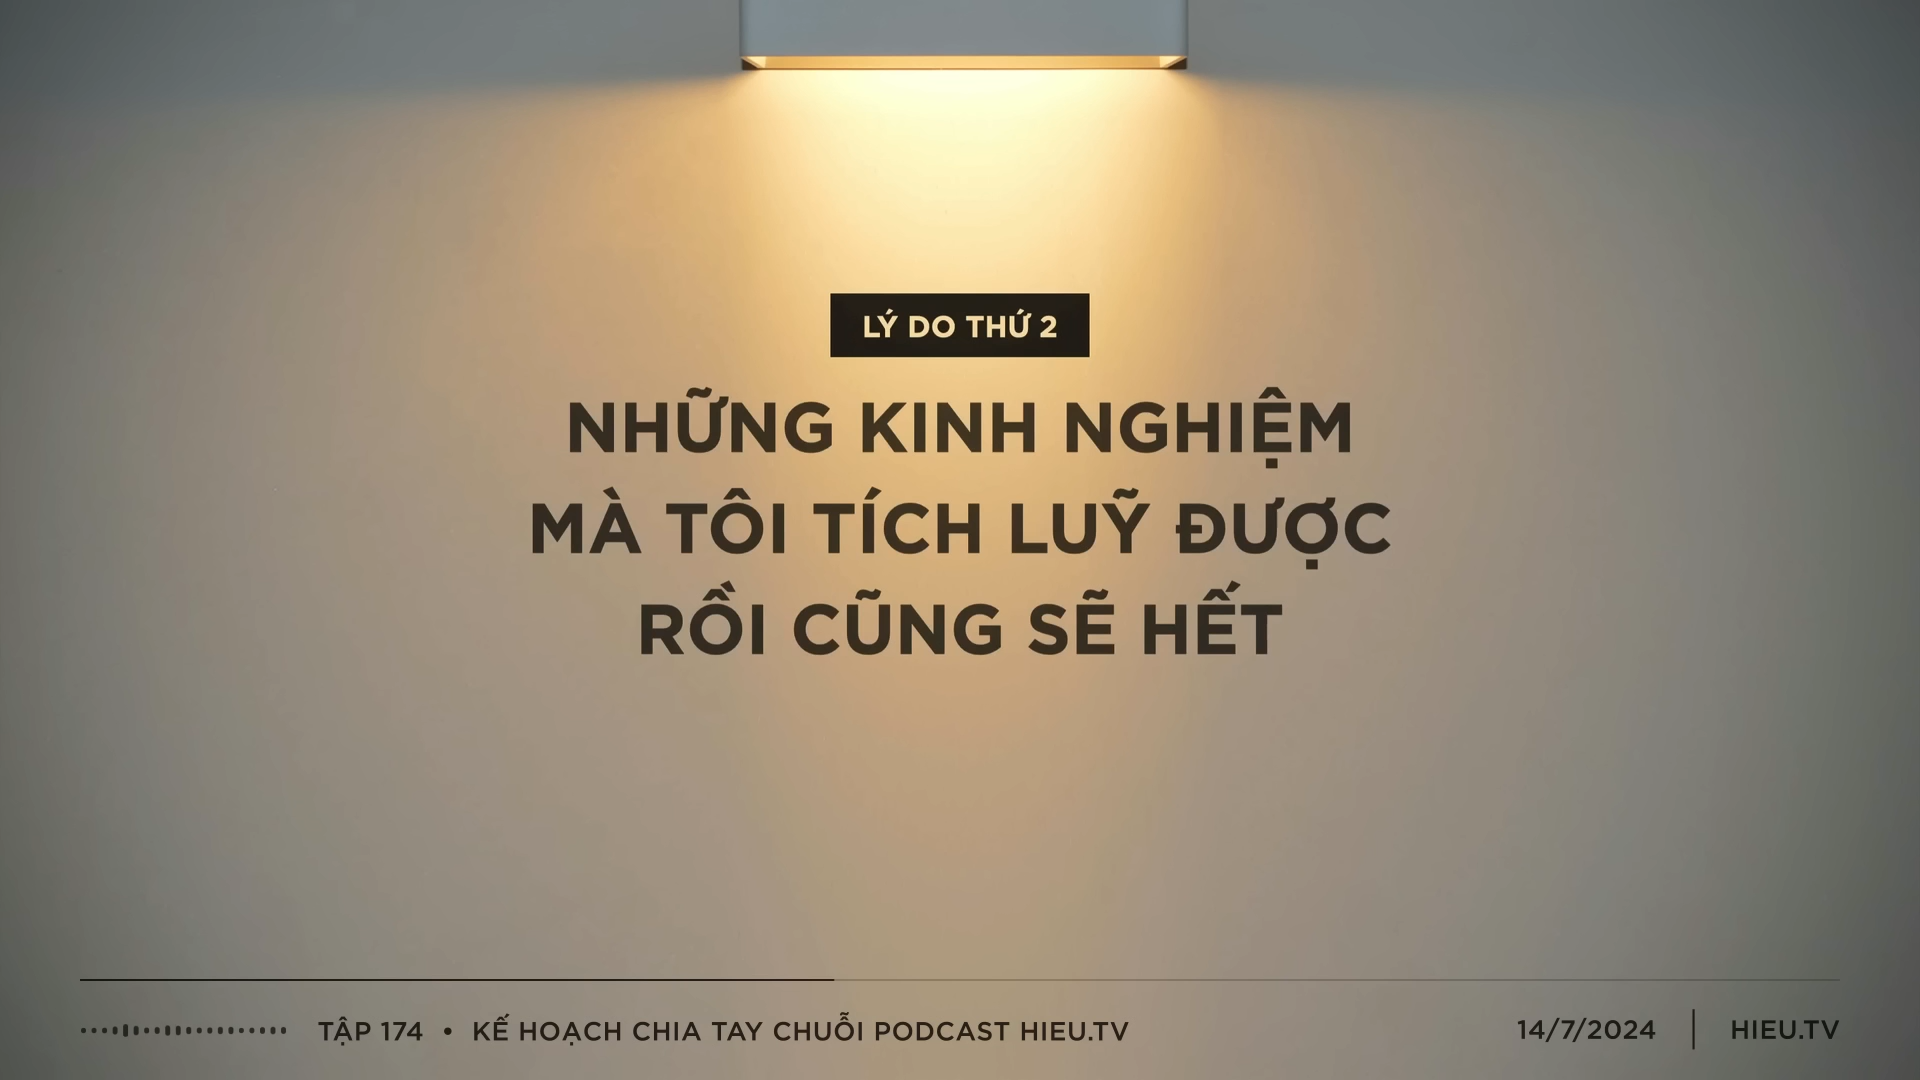 LÝ DO THỨ 2
NHỮNG KINH NGHIỆM
MÀ TÔI TÍCH LUỸ ĐƯỢC
RỒI CŨNG SẼ HẾT
TẬP 174 • KẾ HOẠCH CHIA TAY CHUỖI PODCAST HIEU.TV
14/7/2024 | HIEU.TV